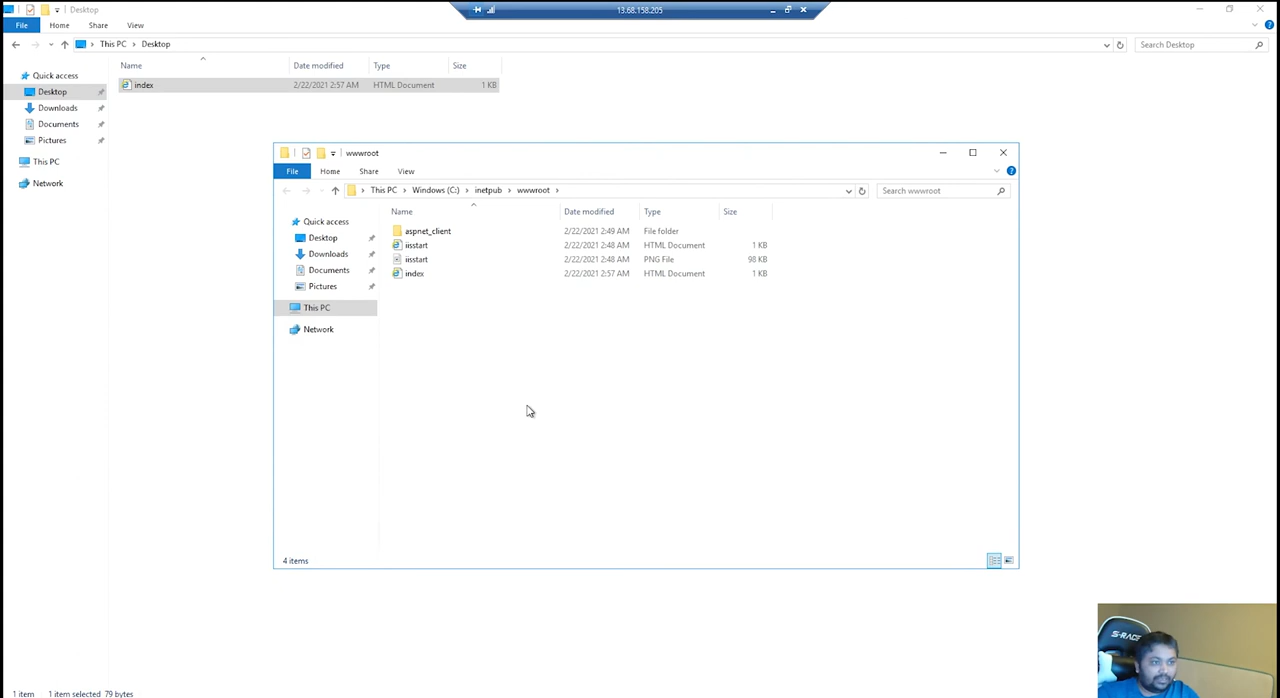 Desktop
13.68.158.205
File Home Share View
This PC > Desktop
Search Desktop
Name Date modified Type Size
Quick access
index 2/22/2021 2:57 AM HTML Document 1 KB
Desktop
Downloads
Documents
Pictures
This PC
Network
wwwroot
File Home Share View
This PC > Windows (C:) > inetpub > wwwroot >
Search wwwroot
Name Date modified Type Size
Quick access
aspnet_client 2/22/2021 2:49 AM File folder
Desktop
iisstart 2/22/2021 2:48 AM HTML Document 1 KB
Downloads
iisstart 2/22/2021 2:48 AM PNG File 98 KB
Documents
index 2/22/2021 2:57 AM HTML Document 1 KB
Pictures
This PC
Network
4 items
S-RACE
1 item 1 item selected 79 bytes